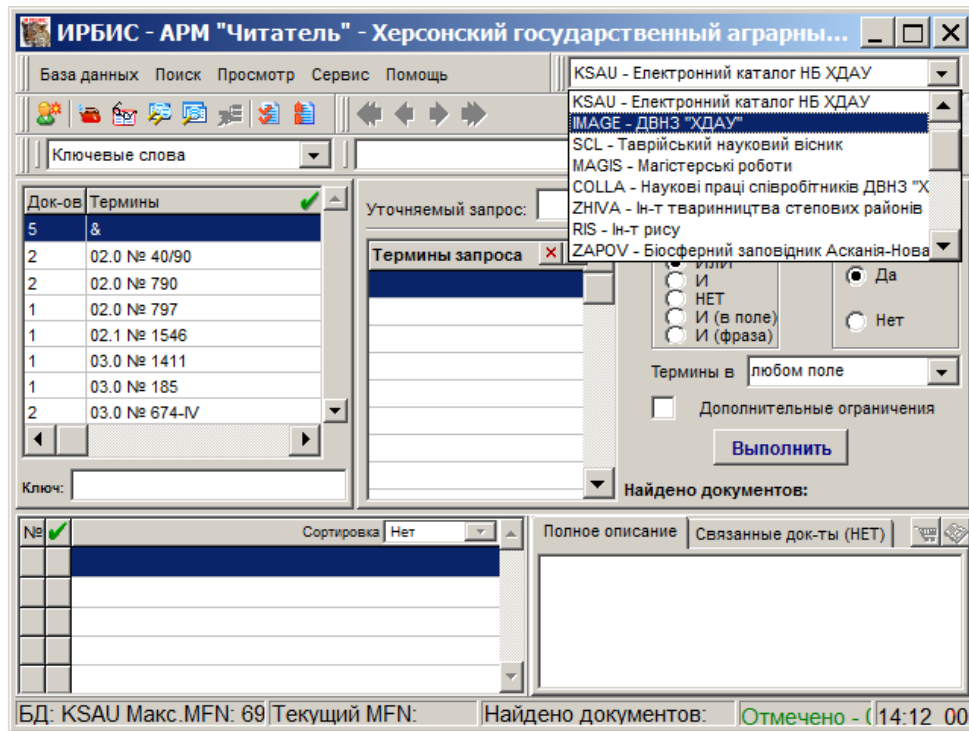 ИРБИС - АРМ "Читатель" - Херсонский государственный аграрны...
База данных Поиск Просмотр Сервис Помощь
KSAU - Електронний каталог НБ ХДАУ
KSAU - Електронний каталог НБ ХДАУ
IMAGE - ДВНЗ "ХДАУ"
SCL - Таврійський науковий вісник
MAGIS - Магістерські роботи
COLLA - Наукові праці співробітників ДВНЗ "Х
ZHIVA - Ін-т тваринництва степових районів
RIS - Ін-т рису
ZAPOV - Біосферний заповідник Асканія-Нова
Ключевые слова
Док-ов Термины
5 &
2 02.0 № 40/90
2 02.0 № 790
1 02.0 № 797
1 02.1 № 1546
1 03.0 № 1411
1 03.0 № 185
2 03.0 № 674-IV
Ключ:
Уточняемый запрос:
Термины запроса
ИЛИ
И
НЕТ
И (в поле)
И (фраза)
Да
Нет
Термины в любом поле
Дополнительные ограничения
Выполнить
Найдено документов:
№ Сортировка Нет
Полное описание Связанные док-ты (НЕТ)
БД: KSAU Макс.MFN: 69 Текущий MFN: Найдено документов: Отмечено - 14:12 00